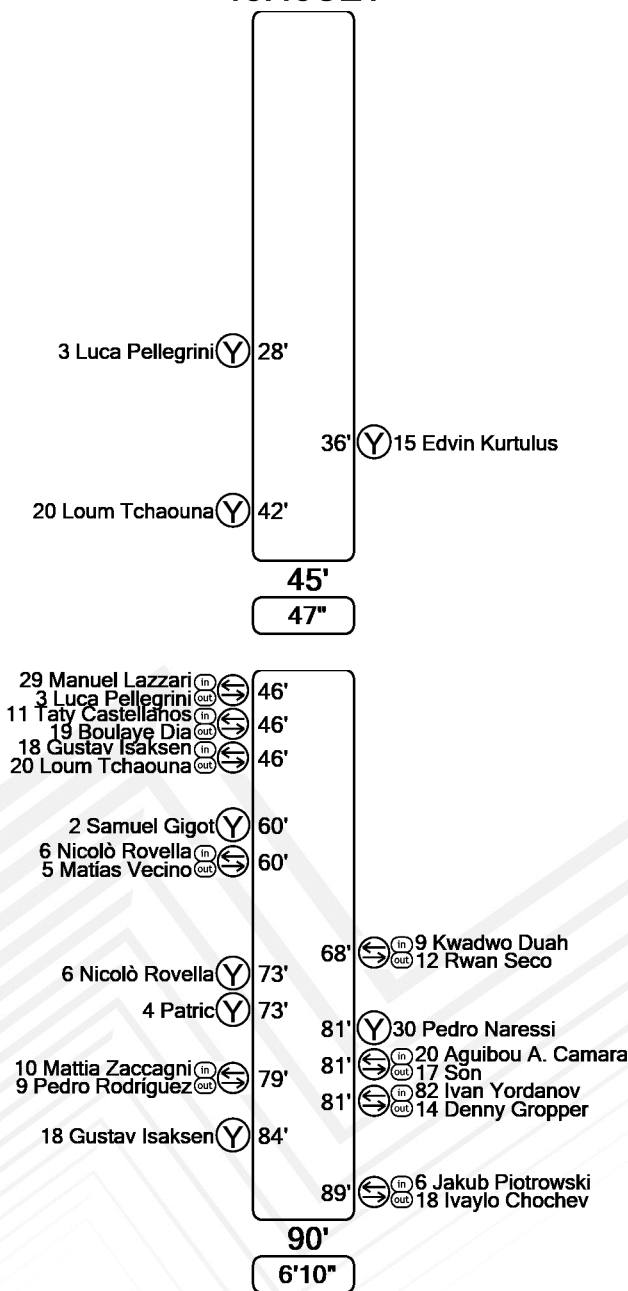 3 Luca Pellegrini Y 28'
36' Y 15 Edvin Kurtulus
20 Loum Tchaouna Y 42'
45'
47"
29 Manuel Lazzari in
3 Luca Pellegrini out 46'
11 Taty Castellanos in
19 Boulaye Dia out 46'
18 Gustav Isaksen in
20 Loum Tchaouna out 46'
2 Samuel Gigot Y 60'
6 Nicolò Rovella in
5 Matías Vecino out 60'
68' in 9 Kwadwo Duah
out 12 Rwan Seco
6 Nicolò Rovella Y 73'
4 Patric Y 73'
81' Y 30 Pedro Naressi
10 Mattia Zaccagni in
9 Pedro Rodríguez out 79'
81' in 20 Aguibou A. Camara
out 17 Son
81' in 82 Ivan Yordanov
out 14 Denny Gropper
18 Gustav Isaksen Y 84'
89' in 6 Jakub Piotrowski
out 18 Ivaylo Chochev
90'
6'10"